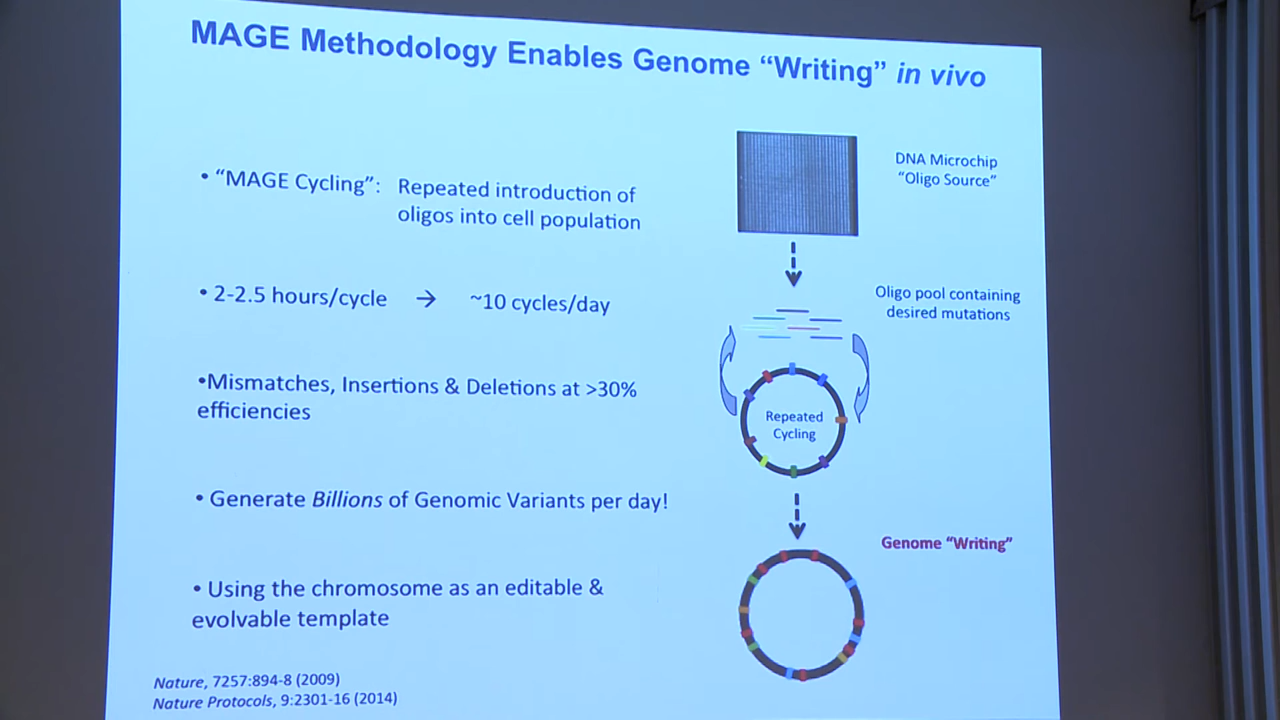 MAGE Methodology Enables Genome “Writing” in vivo
• “MAGE Cycling”: Repeated introduction of
oligos into cell population
• 2-2.5 hours/cycle → ~10 cycles/day
•Mismatches, Insertions & Deletions at >30%
efficiencies
• Generate Billions of Genomic Variants per day!
• Using the chromosome as an editable &
evolvable template
Nature, 7257:894-8 (2009)
Nature Protocols, 9:2301-16 (2014)
DNA Microchip
“Oligo Source”
Oligo pool containing
desired mutations
Repeated
Cycling
Genome “Writing”